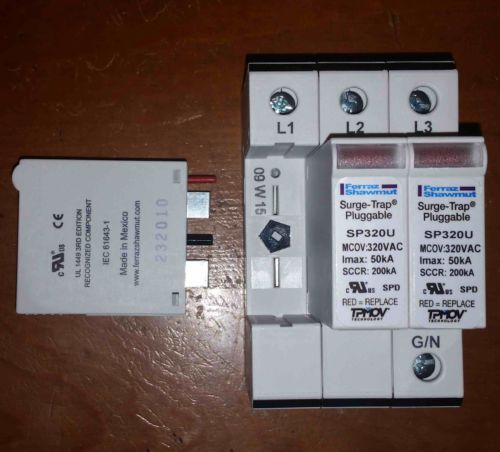 L1
L2
L3
09 W 15
Ferraz
Shawmut
Surge-Trap®
Pluggable
SP320U
MCOV:320VAC
Imax: 50kA
SCCR: 200kA
c RU us SPD
RED = REPLACE
TPMOV
TECHNOLOGY
Ferraz
Shawmut
Surge-Trap®
Pluggable
SP320U
MCOV:320VAC
Imax: 50kA
SCCR: 200kA
c RU us SPD
RED = REPLACE
TPMOV
TECHNOLOGY
G/N
c RU us CE
UL 1449 3RD EDITION
RECOGNIZED COMPONENT
IEC 61643-1
Made in Mexico
www.ferrazshawmut.com
232010